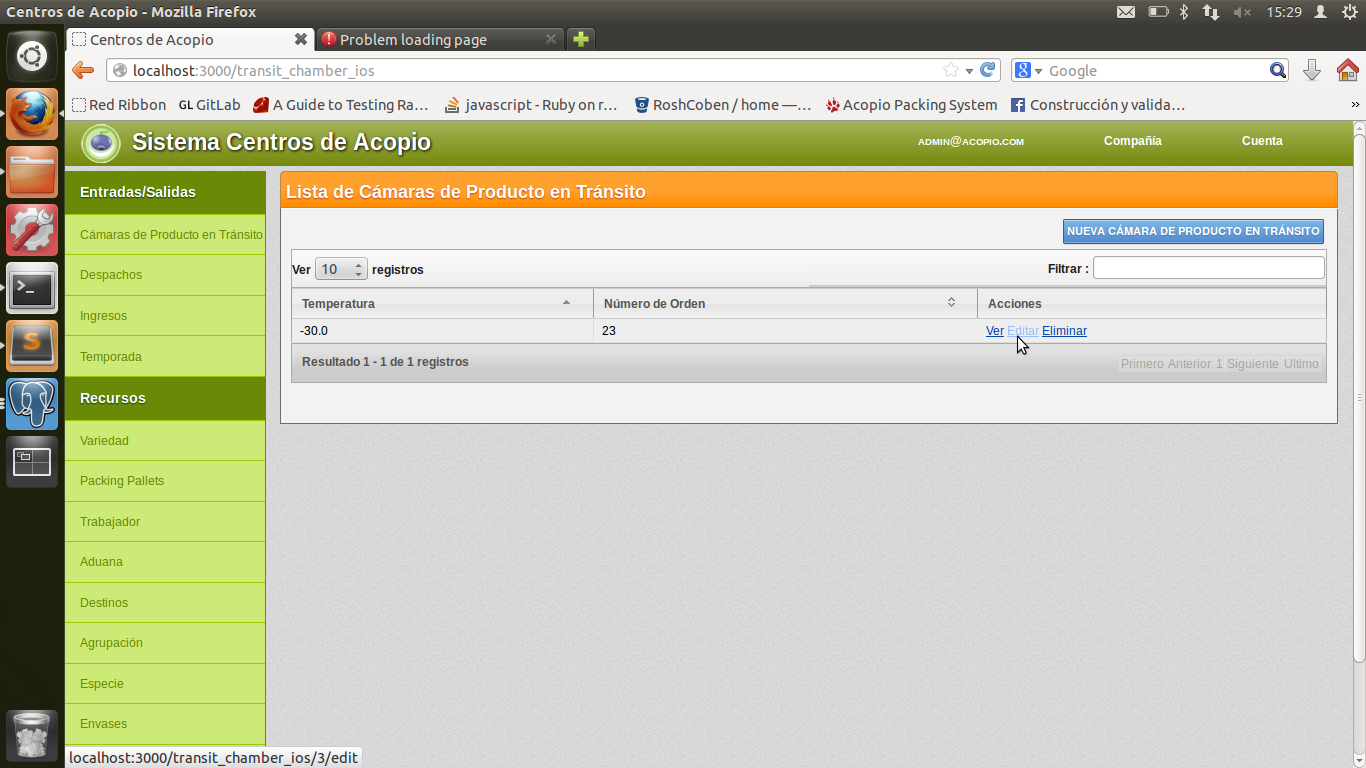 Centros de Acopio - Mozilla Firefox
15:29
Centros de Acopio
Problem loading page
localhost:3000/transit_chamber_ios
Google
Red Ribbon
GL GitLab
A Guide to Testing Ra...
javascript - Ruby on r...
RoshCoben / home —...
Acopio Packing System
Construcción y valida...
»
Sistema Centros de Acopio
ADMIN@ACOPIO.COM
Compañía
Cuenta
Entradas/Salidas
Cámaras de Producto en Tránsito
Despachos
Ingresos
Temporada
Recursos
Variedad
Packing Pallets
Trabajador
Aduana
Destinos
Agrupación
Especie
Envases
Lista de Cámaras de Producto en Tránsito
NUEVA CÁMARA DE PRODUCTO EN TRÁNSITO
Ver 10 registros
Filtrar :
Temperatura Número de Orden Acciones
-30.0 23 Ver Editar Eliminar
Resultado 1 - 1 de 1 registros
Primero Anterior 1 Siguiente Ultimo
localhost:3000/transit_chamber_ios/3/edit